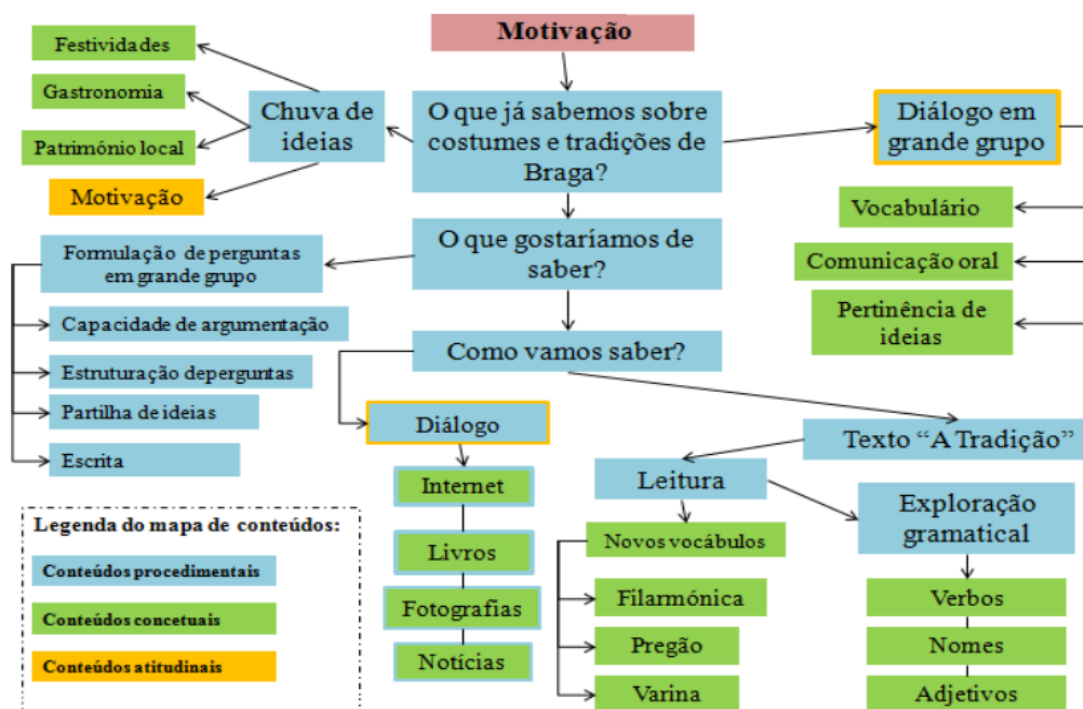 Motivação
Festividades
Gastronomia
Património local
Motivação
Chuva de
ideias
O que já sabemos sobre
costumes e tradições de
Braga?
Diálogo em
grande grupo
Vocabulário
Comunicação oral
Pertinência de
ideias
O que gostaríamos de
saber?
Formulação de perguntas
em grande grupo
Capacidade de argumentação
Estruturação deperguntas
Partilha de ideias
Escrita
Como vamos saber?
Diálogo
Internet
Livros
Fotografias
Notícias
Texto “A Tradição”
Leitura
Novos vocábulos
Filarmónica
Pregão
Varina
Exploração
gramatical
Verbos
Nomes
Adjetivos
Legenda do mapa de conteúdos:
Conteúdos procedimentais
Conteúdos concetuais
Conteúdos atitudinais